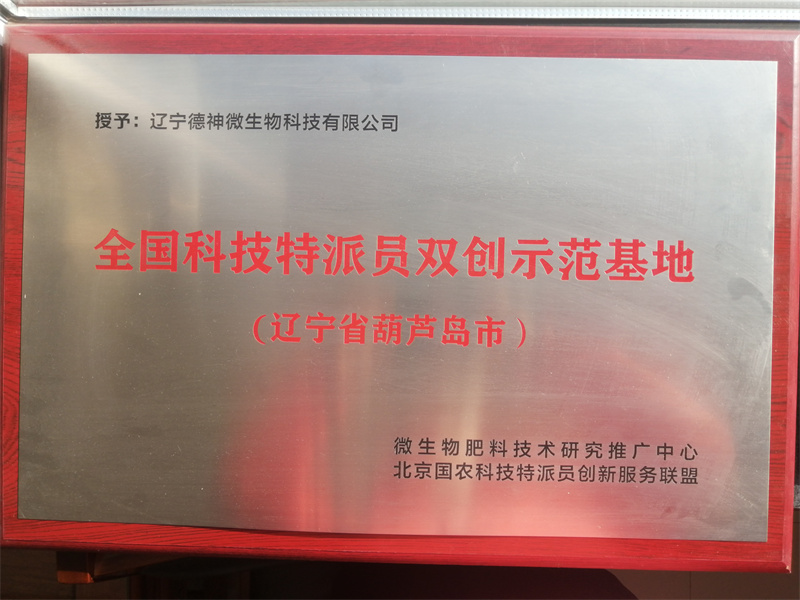 授予：辽宁德神微生物科技有限公司
全国科技特派员双创示范基地
（辽宁省葫芦岛市）
微生物肥料技术研究推广中心
北京国农科技特派员创新服务联盟